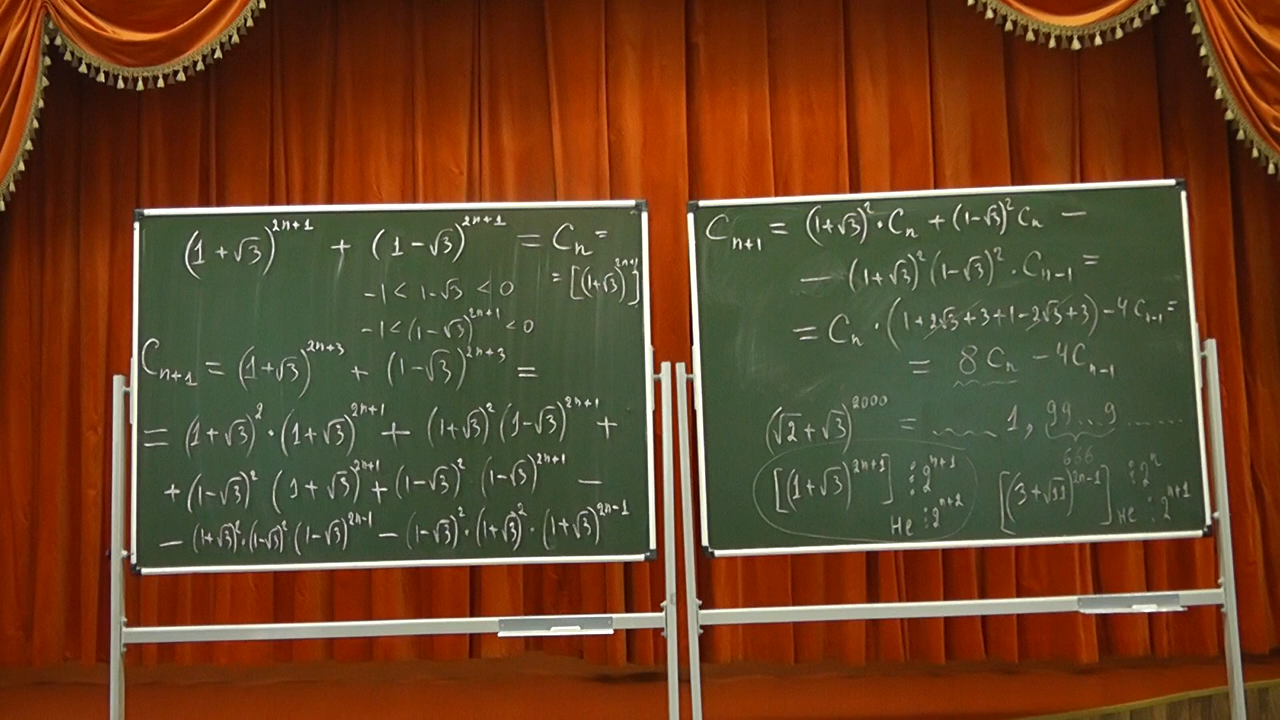 (1+√3)^{2n+1} + (1-√3)^{2n+1} = C_n =
= [(1+√3)^{2n+1}]
-1 < 1-√3 < 0
-1 < (1-√3)^{2n+1} < 0
C_{n+1} = (1+√3)^{2n+3} + (1-√3)^{2n+3} =
= (1+√3)^2 · (1+√3)^{2n+1} + (1+√3)^2 (1-√3)^{2n+1} +
+ (1-√3)^2 (1+√3)^{2n+1} + (1-√3)^2 (1-√3)^{2n+1} -
- (1+√3)^2 · (1-√3)^2 (1-√3)^{2n-1} - (1-√3)^2 · (1+√3)^2 · (1+√3)^{2n-1}
C_{n+1} = (1+√3)^2 · C_n + (1-√3)^2 C_n -
- (1+√3)^2 (1-√3)^2 · C_{n-1} =
= C_n · (1+2√3+3+1-2√3+3) - 4C_{n-1} =
= 8C_n - 4C_{n-1}
(√2+√3)^{2000} = ..... 1,99...9 ......
666
[(1+√3)^{2n+1}] ⋮ 2^{n+1}
не ⋮ 2^{n+2}
[(3+√11)^{2n-1}] ⋮ 2^n
не ⋮ 2^{n+1}